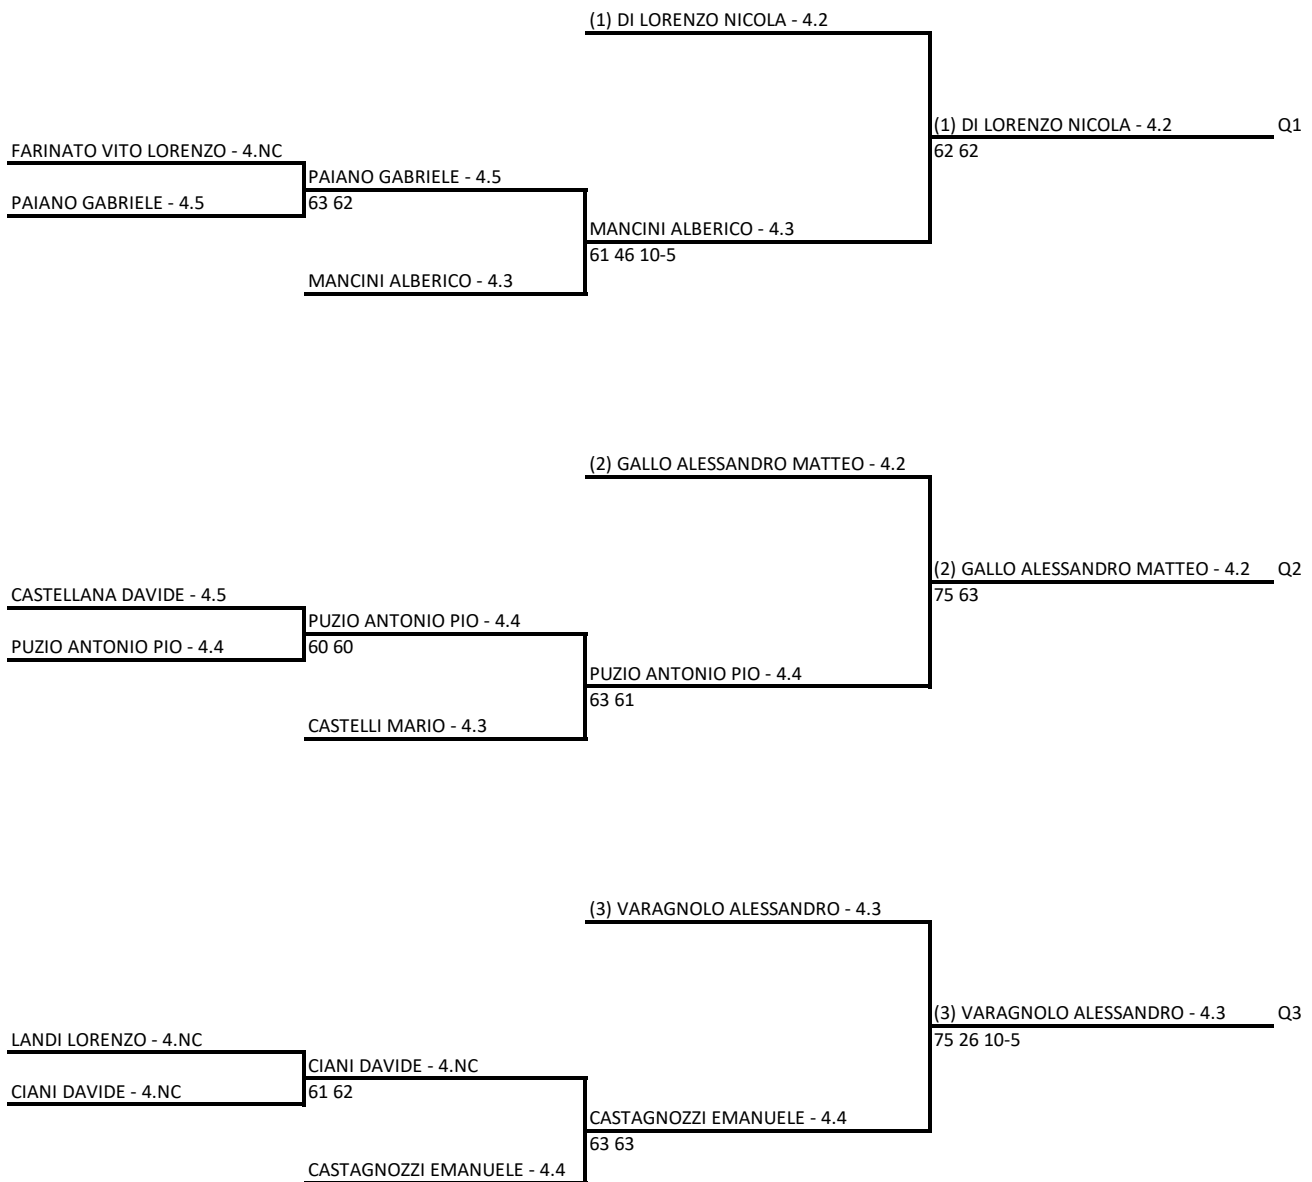 (1) DI LORENZO NICOLA - 4.2
(1) DI LORENZO NICOLA - 4.2 Q1
62 62
FARINATO VITO LORENZO - 4.NC
PAIANO GABRIELE - 4.5
PAIANO GABRIELE - 4.5
63 62
MANCINI ALBERICO - 4.3
61 46 10-5
MANCINI ALBERICO - 4.3
(2) GALLO ALESSANDRO MATTEO - 4.2
(2) GALLO ALESSANDRO MATTEO - 4.2 Q2
75 63
CASTELLANA DAVIDE - 4.5
PUZIO ANTONIO PIO - 4.4
PUZIO ANTONIO PIO - 4.4
60 60
PUZIO ANTONIO PIO - 4.4
63 61
CASTELLI MARIO - 4.3
(3) VARAGNOLO ALESSANDRO - 4.3
(3) VARAGNOLO ALESSANDRO - 4.3 Q3
75 26 10-5
LANDI LORENZO - 4.NC
CIANI DAVIDE - 4.NC
CIANI DAVIDE - 4.NC
61 62
CASTAGNOZZI EMANUELE - 4.4
63 63
CASTAGNOZZI EMANUELE - 4.4